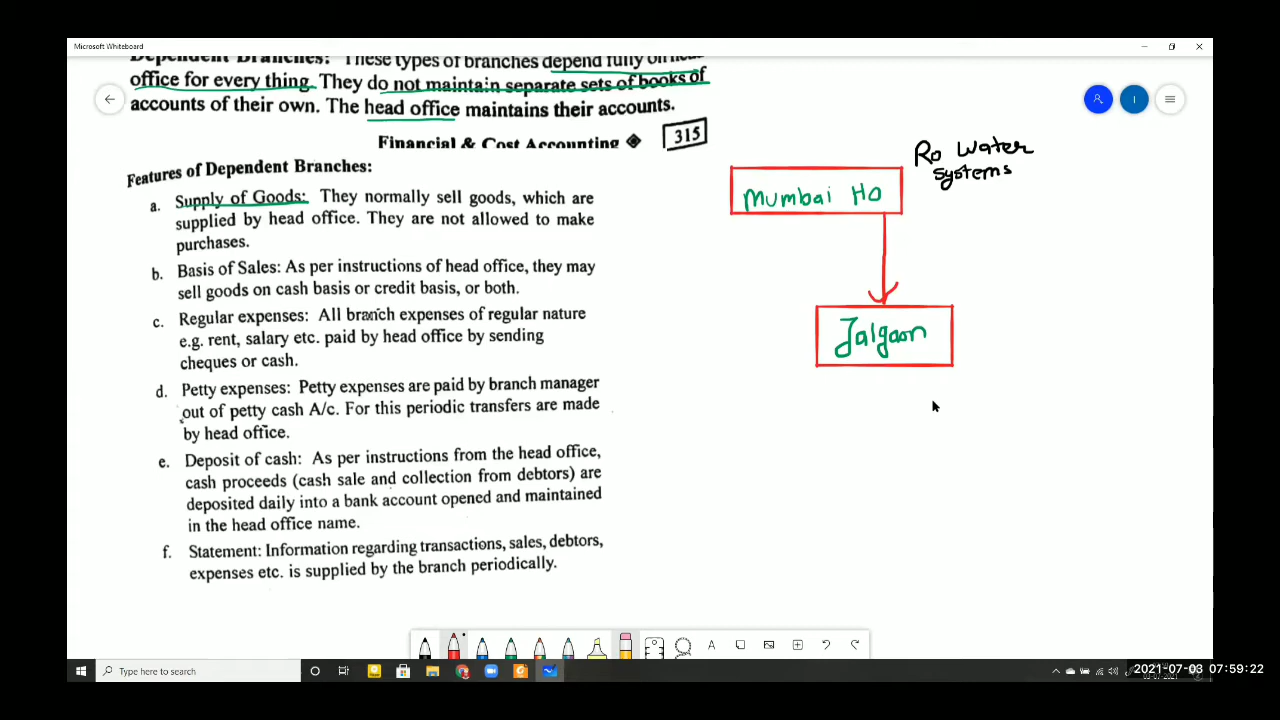 Microsoft Whiteboard
Dependent Branches: These types of branches depend fully on head
office for every thing. They do not maintain separate sets of books of
accounts of their own. The head office maintains their accounts.
Financial & Cost Accounting 315
Features of Dependent Branches:
a. Supply of Goods: They normally sell goods, which are
supplied by head office. They are not allowed to make
purchases.
b. Basis of Sales: As per instructions of head office, they may
sell goods on cash basis or credit basis, or both.
c. Regular expenses: All branch expenses of regular nature
e.g. rent, salary etc. paid by head office by sending
cheques or cash.
d. Petty expenses: Petty expenses are paid by branch manager
out of petty cash A/c. For this periodic transfers are made
by head office.
e. Deposit of cash: As per instructions from the head office,
cash proceeds (cash sale and collection from debtors) are
deposited daily into a bank account opened and maintained
in the head office name.
f. Statement: Information regarding transactions, sales, debtors,
expenses etc. is supplied by the branch periodically.
Ro Water
Systems
Mumbai Ho
Jalgaon
I
A
Type here to search
2021-07-03 07:59:22